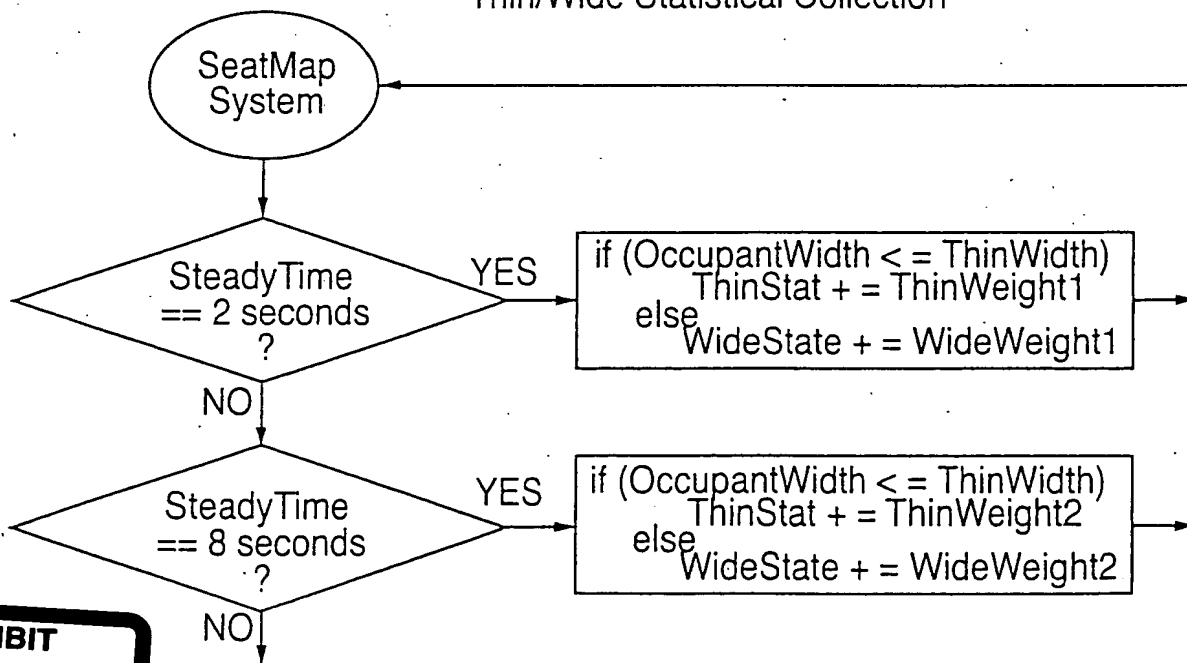 Thin/Wide Statistical Collection
SeatMap
System
SteadyTime
== 2 seconds
?
YES
if (OccupantWidth < = ThinWidth)
ThinStat + = ThinWeight1
else
WideState + = WideWeight1
NO
SteadyTime
== 8 seconds
?
YES
if (OccupantWidth < = ThinWidth)
ThinStat + = ThinWeight2
else
WideState + = WideWeight2
NO